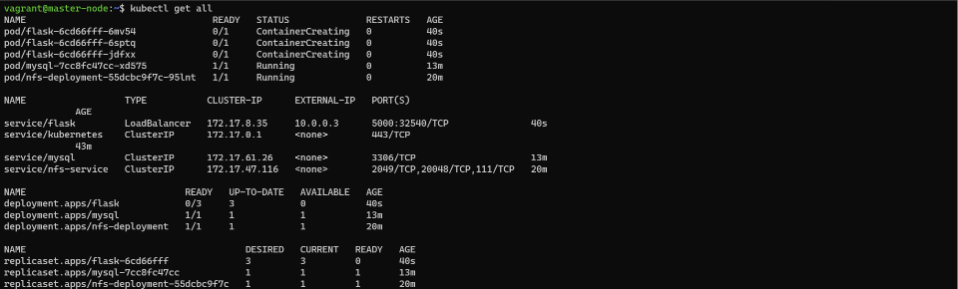 vagrant@master-node:~$ kubectl get all
NAME READY STATUS RESTARTS AGE
pod/flask-6cd66fff-6mv54 0/1 ContainerCreating 0 40s
pod/flask-6cd66fff-6sptq 0/1 ContainerCreating 0 40s
pod/flask-6cd66fff-jdfxx 0/1 ContainerCreating 0 40s
pod/mysql-7cc8fc47cc-xd575 1/1 Running 0 13m
pod/nfs-deployment-55dcbc9f7c-95lnt 1/1 Running 0 20m
NAME TYPE CLUSTER-IP EXTERNAL-IP PORT(S)
AGE
service/flask LoadBalancer 172.17.8.35 10.0.0.3 5000:32540/TCP 40s
service/kubernetes ClusterIP 172.17.0.1 <none> 443/TCP
43m
service/mysql ClusterIP 172.17.61.26 <none> 3306/TCP 13m
service/nfs-service ClusterIP 172.17.47.116 <none> 2049/TCP,20048/TCP,111/TCP 20m
NAME READY UP-TO-DATE AVAILABLE AGE
deployment.apps/flask 0/3 3 0 40s
deployment.apps/mysql 1/1 1 1 13m
deployment.apps/nfs-deployment 1/1 1 1 20m
NAME DESIRED CURRENT READY AGE
replicaset.apps/flask-6cd66fff 3 3 0 40s
replicaset.apps/mysql-7cc8fc47cc 1 1 1 13m
replicaset.apps/nfs-deployment-55dcbc9f7c 1 1 1 20m